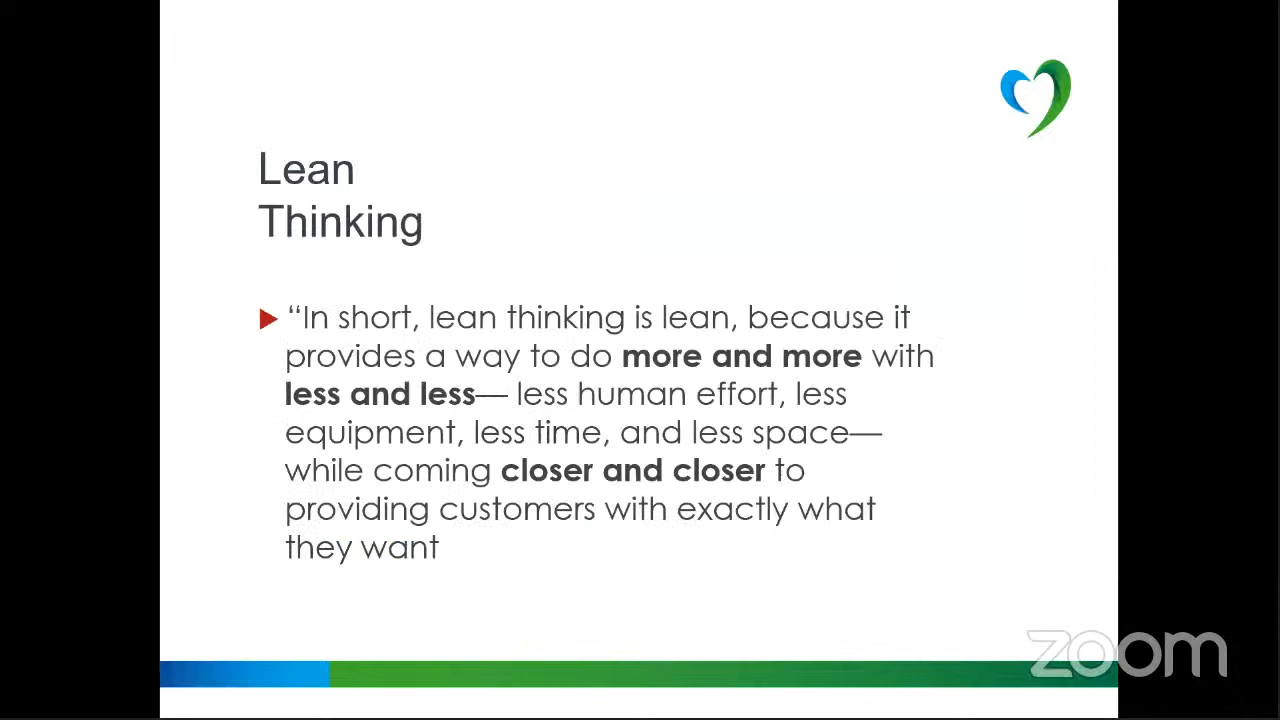 Lean
Thinking
“In short, lean thinking is lean, because it
provides a way to do more and more with
less and less— less human effort, less
equipment, less time, and less space—
while coming closer and closer to
providing customers with exactly what
they want
zoom